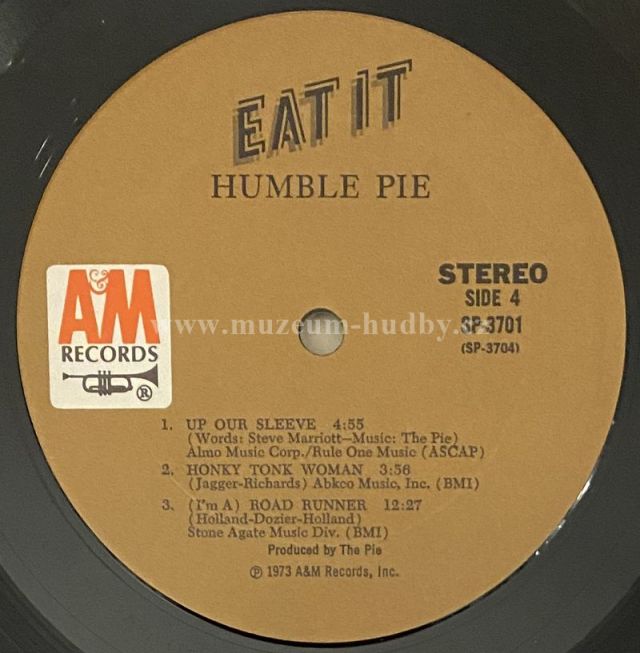 EAT IT
HUMBLE PIE
A&M
RECORDS
®
STEREO
SIDE 4
SP-3701
(SP-3704)
www.muzeum-hudby.
1. UP OUR SLEEVE 4:55
(Words: Steve Marriott—Music: The Pie)
Almo Music Corp./Rule One Music (ASCAP)
2. HONKY TONK WOMAN 3:56
(Jagger-Richards) Abkco Music, Inc. (BMI)
3. (I'm A) ROAD RUNNER 12:27
(Holland-Dozier-Holland)
Stone Agate Music Div. (BMI)
Produced by The Pie
℗ 1973 A&M Records, Inc.